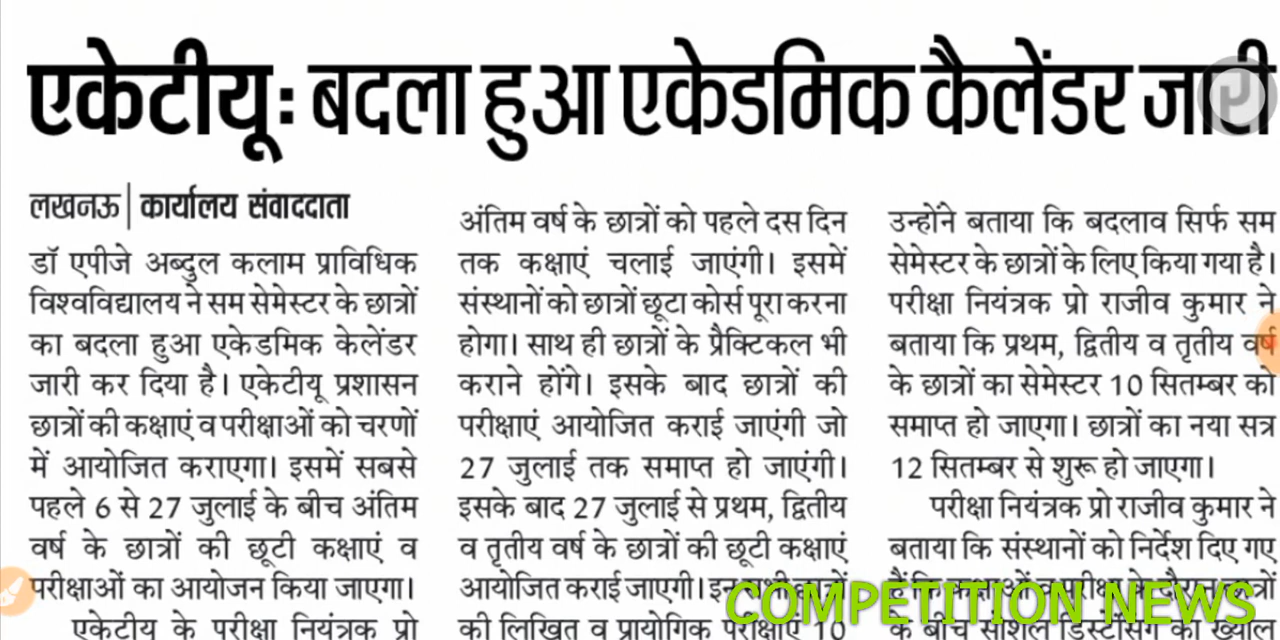 एकेटीयू: बदला हुआ एकेडमिक कैलेंडर जारी
लखनऊ | कार्यालय संवाददाता
डॉ एपीजे अब्दुल कलाम प्राविधिक
विश्वविद्यालय ने सम सेमेस्टर के छात्रों
का बदला हुआ एकेडमिक केलेंडर
जारी कर दिया है। एकेटीयू प्रशासन
छात्रों की कक्षाएं व परीक्षाओं को चरणों
में आयोजित कराएगा। इसमें सबसे
पहले 6 से 27 जुलाई के बीच अंतिम
वर्ष के छात्रों की छूटी कक्षाएं व
परीक्षाओं का आयोजन किया जाएगा।
एकेटीय के परीक्षा नियंत्रक प्रो
अंतिम वर्ष के छात्रों को पहले दस दिन
तक कक्षाएं चलाई जाएंगी। इसमें
संस्थानों को छात्रों छूटा कोर्स पूरा करना
होगा। साथ ही छात्रों के प्रैक्टिकल भी
कराने होंगे। इसके बाद छात्रों की
परीक्षाएं आयोजित कराई जाएंगी जो
27 जुलाई तक समाप्त हो जाएंगी।
इसके बाद 27 जुलाई से प्रथम, द्वितीय
व तृतीय वर्ष के छात्रों की छूटी कक्षाएं
आयोजित कराई जाएगी।
की लिखित व प्रायोगिक परीक्षाएं 10
उन्होंने बताया कि बदलाव सिर्फ सम
सेमेस्टर के छात्रों के लिए किया गया है।
परीक्षा नियंत्रक प्रो राजीव कुमार ने
बताया कि प्रथम, द्वितीय व तृतीय वर्ष
के छात्रों का सेमेस्टर 10 सितम्बर को
समाप्त हो जाएगा। छात्रों का नया सत्र
12 सितम्बर से शुरू हो जाएगा।
परीक्षा नियंत्रक प्रो राजीव कुमार ने
बताया कि संस्थानों को निर्देश दिए गए
हैं कि
के बीच सोशल
COMPETITION NEWS